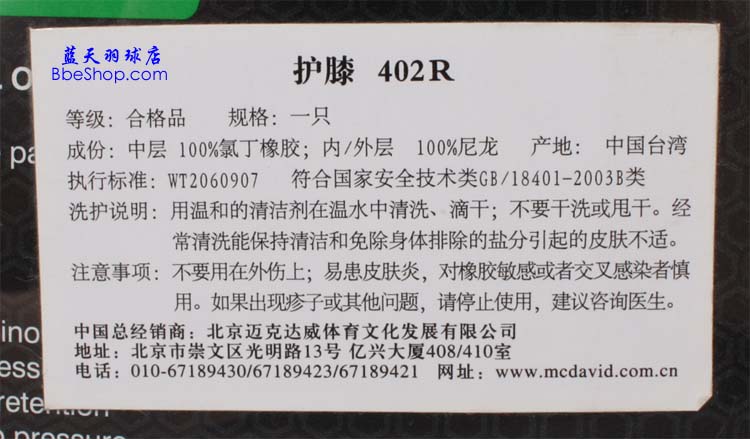 蓝天羽球店
BbeShop.com
护膝 402R
等级: 合格品 规格: 一只
成份: 中层 100%氯丁橡胶; 内/外层 100%尼龙 产地: 中国台湾
执行标准: WT2060907 符合国家安全技术类GB/18401-2003B类
洗护说明: 用温和的清洁剂在温水中清洗、滴干; 不要干洗或甩干。经
常清洗能保持清洁和免除身体排除的盐分引起的皮肤不适。
注意事项: 不要用在外伤上; 易患皮肤炎, 对橡胶敏感或者交叉感染者慎
用。如果出现疹子或其他问题, 请停止使用, 建议咨询医生。
中国总经销商: 北京迈克达威体育文化发展有限公司
地址: 北京市崇文区光明路13号 亿兴大厦408/410室
电话: 010-67189430/67189423/67189421 网址: www.mcdavid.com.cn
retention
pressure